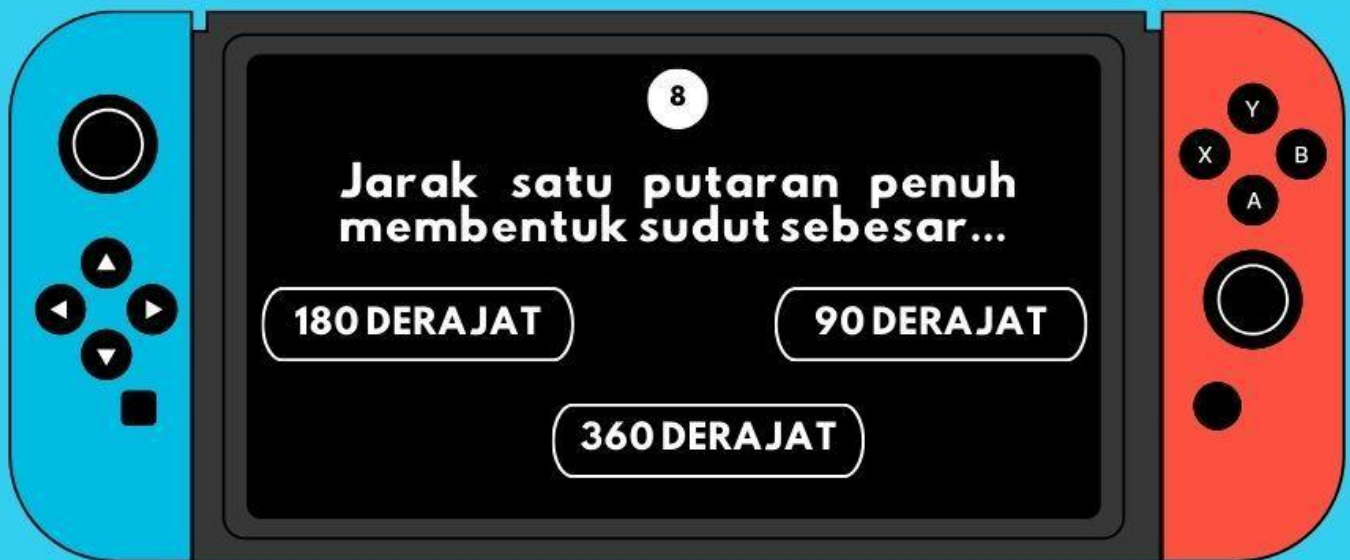 8
Jarak satu putaran penuh
membentuk sudut sebesar...
180 DERAJAT
90 DERAJAT
360 DERAJAT
Y
X
B
A